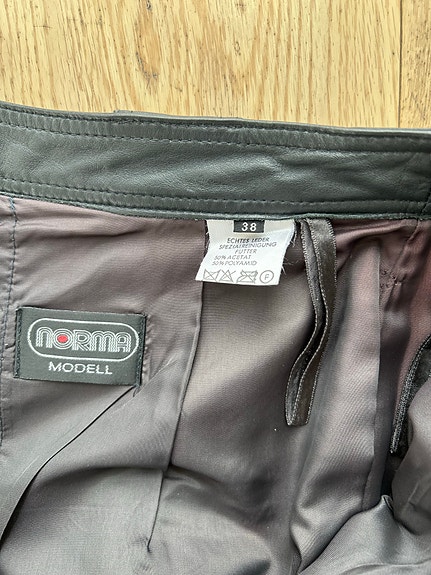 38
ECHTES LEDER
SPEZIALREINIGUNG
FUTTER
50% ACETAT
50% POLYAMID
F
NORMA
MODELL